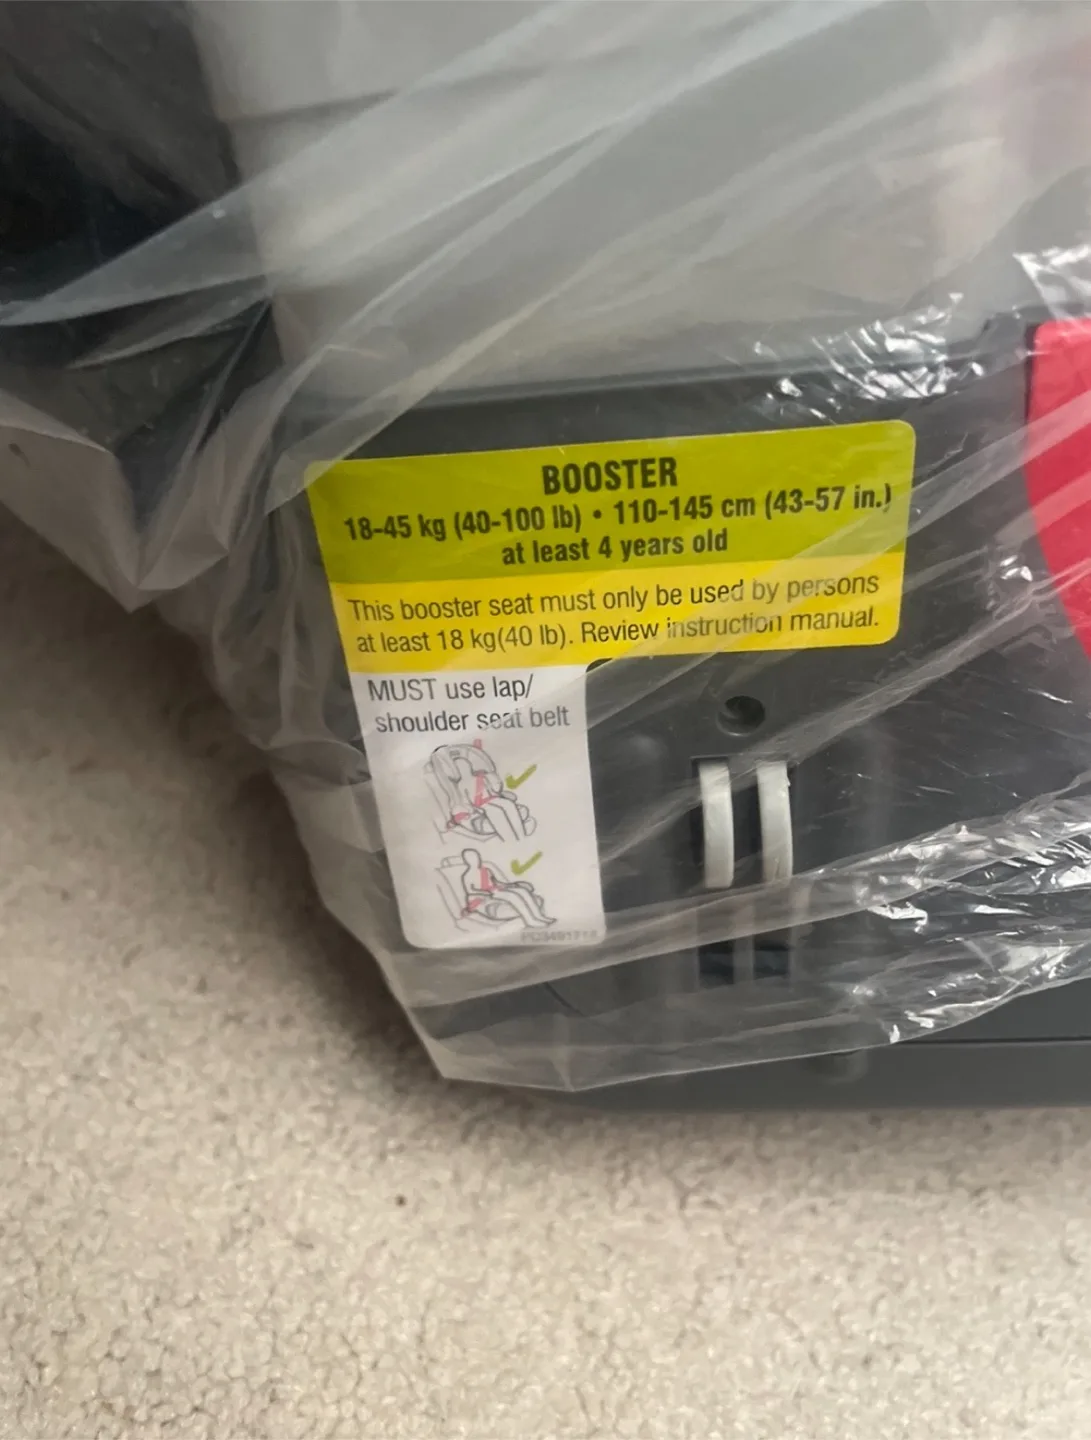 BOOSTER
18-45 kg (40-100 lb) • 110-145 cm (43-57 in.)
at least 4 years old
This booster seat must only be used by persons
at least 18 kg(40 lb). Review instruction manual.
MUST use lap/
shoulder seat belt